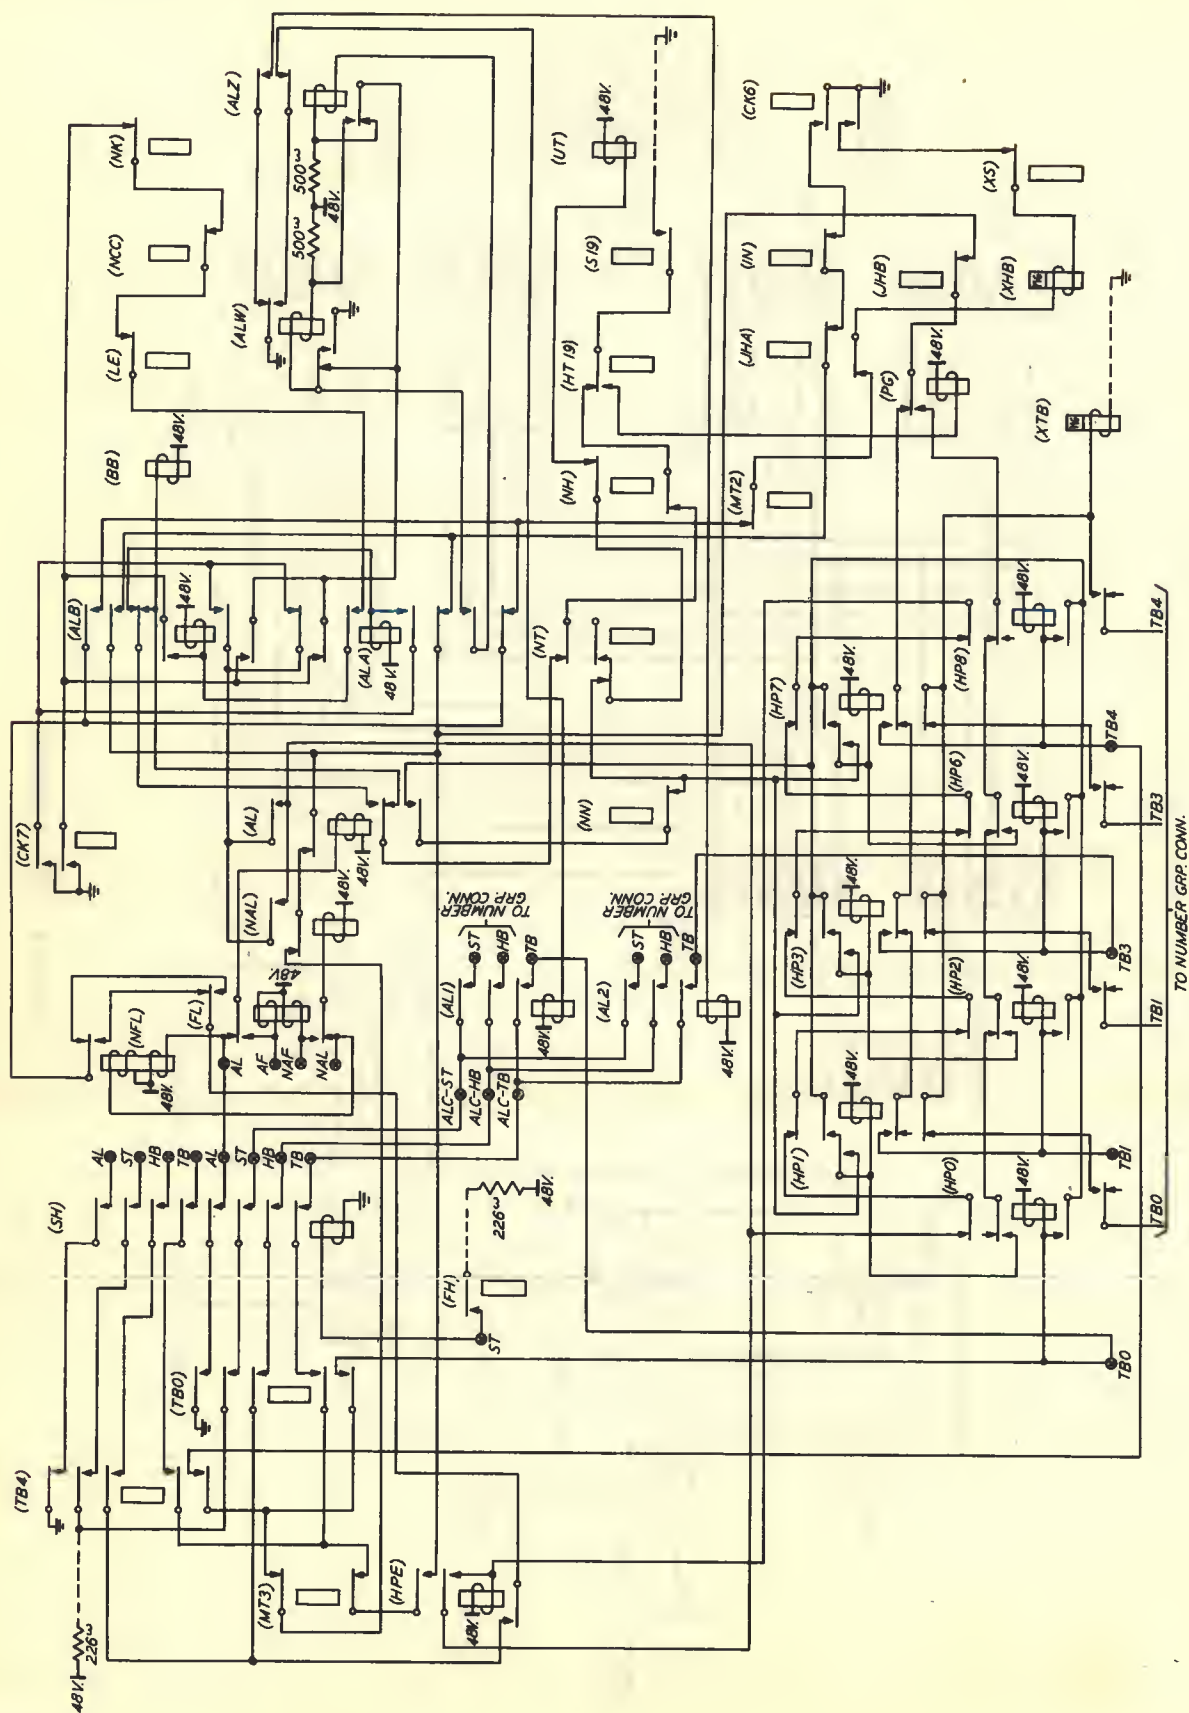 (TB4)
48V.
226ω
(SH)
(CK7)
AL
ST
HB
TB
AL
ST
HB
TB
(TB0)
(MT3)
(HPE)
48V.
(NFL)
48V.
(FL)
AL
AF
NAF
NAL
48V.
(NAL)
48V.
(AL)
48V.
(ALB)
48V.
(ALA)
48V.
(BB)
48V.
(LE)
(NCC)
(NK)
(ALW)
(ALZ)
500ω
500ω
48V.
ALC-ST
ALC-HB
ALC-TB
(AL1)
ST
HB
TB
TO NUMBER
GRP. CONN.
48V.
(FH)
ST
226ω
48V.
(AL2)
ST
HB
TB
TO NUMBER
GRP. CONN.
48V.
(NN)
(NT)
(NH)
(HT19)
(S19)
(UT)
48V.
(MT2)
(JHA)
(IN)
(CK6)
(PG)
48V.
(JHB)
(XHB)
(XS)
(XTB)
(HP1)
48V.
(HP3)
48V.
(HP7)
48V.
(HP0)
48V.
(HP2)
48V.
(HP6)
48V.
(HP8)
48V.
TB0
TB1
TB3
TB4
TB0
TB1
TB3
TB4
TO NUMBER GRP. CONN.